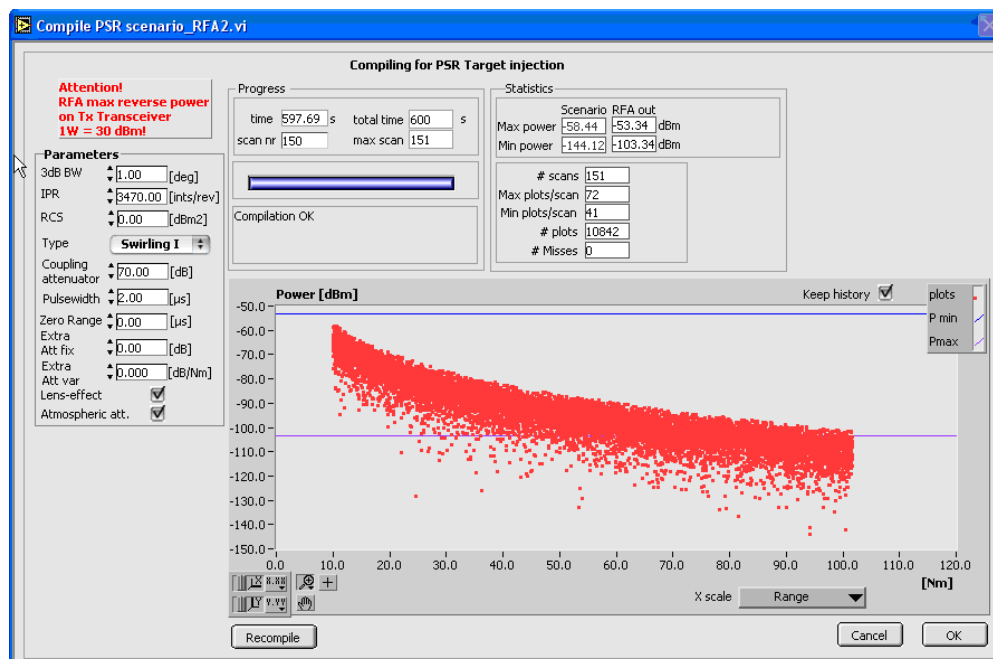 Compile PSR scenario_RFA2.vi
Compiling for PSR Target injection
Attention!
RFA max reverse power
on Tx Transceiver
1W = 30 dBm!
Parameters
3dB BW 1.00 [deg]
IPR 3470.00 [ints/rev]
RCS 0.00 [dBm2]
Type Swirling I
Coupling
attenuator 70.00 [dB]
Pulsewidth 2.00 [µs]
Zero Range 0.00 [µs]
Extra
Att fix 0.00 [dB]
Extra
Att var 0.000 [dB/Nm]
Lens-effect
Atmospheric att.
Progress
time 597.69 s total time 600 s
scan nr 150 max scan 151
Compilation OK
Statistics
Scenario RFA out
Max power -58.44 -53.34 dBm
Min power -144.12 -103.34 dBm
# scans 151
Max plots/scan 72
Min plots/scan 41
# plots 10842
# Misses 0
Power [dBm]
Keep history
plots
P min
Pmax
-50.0
-60.0
-70.0
-80.0
-90.0
-100.0
-110.0
-120.0
-130.0
-140.0
-150.0
0.0 10.0 20.0 30.0 40.0 50.0 60.0 70.0 80.0 90.0 100.0 110.0 120.0
[Nm]
X X.XX
Y Y.YY
X scale Range
Recompile
Cancel
OK